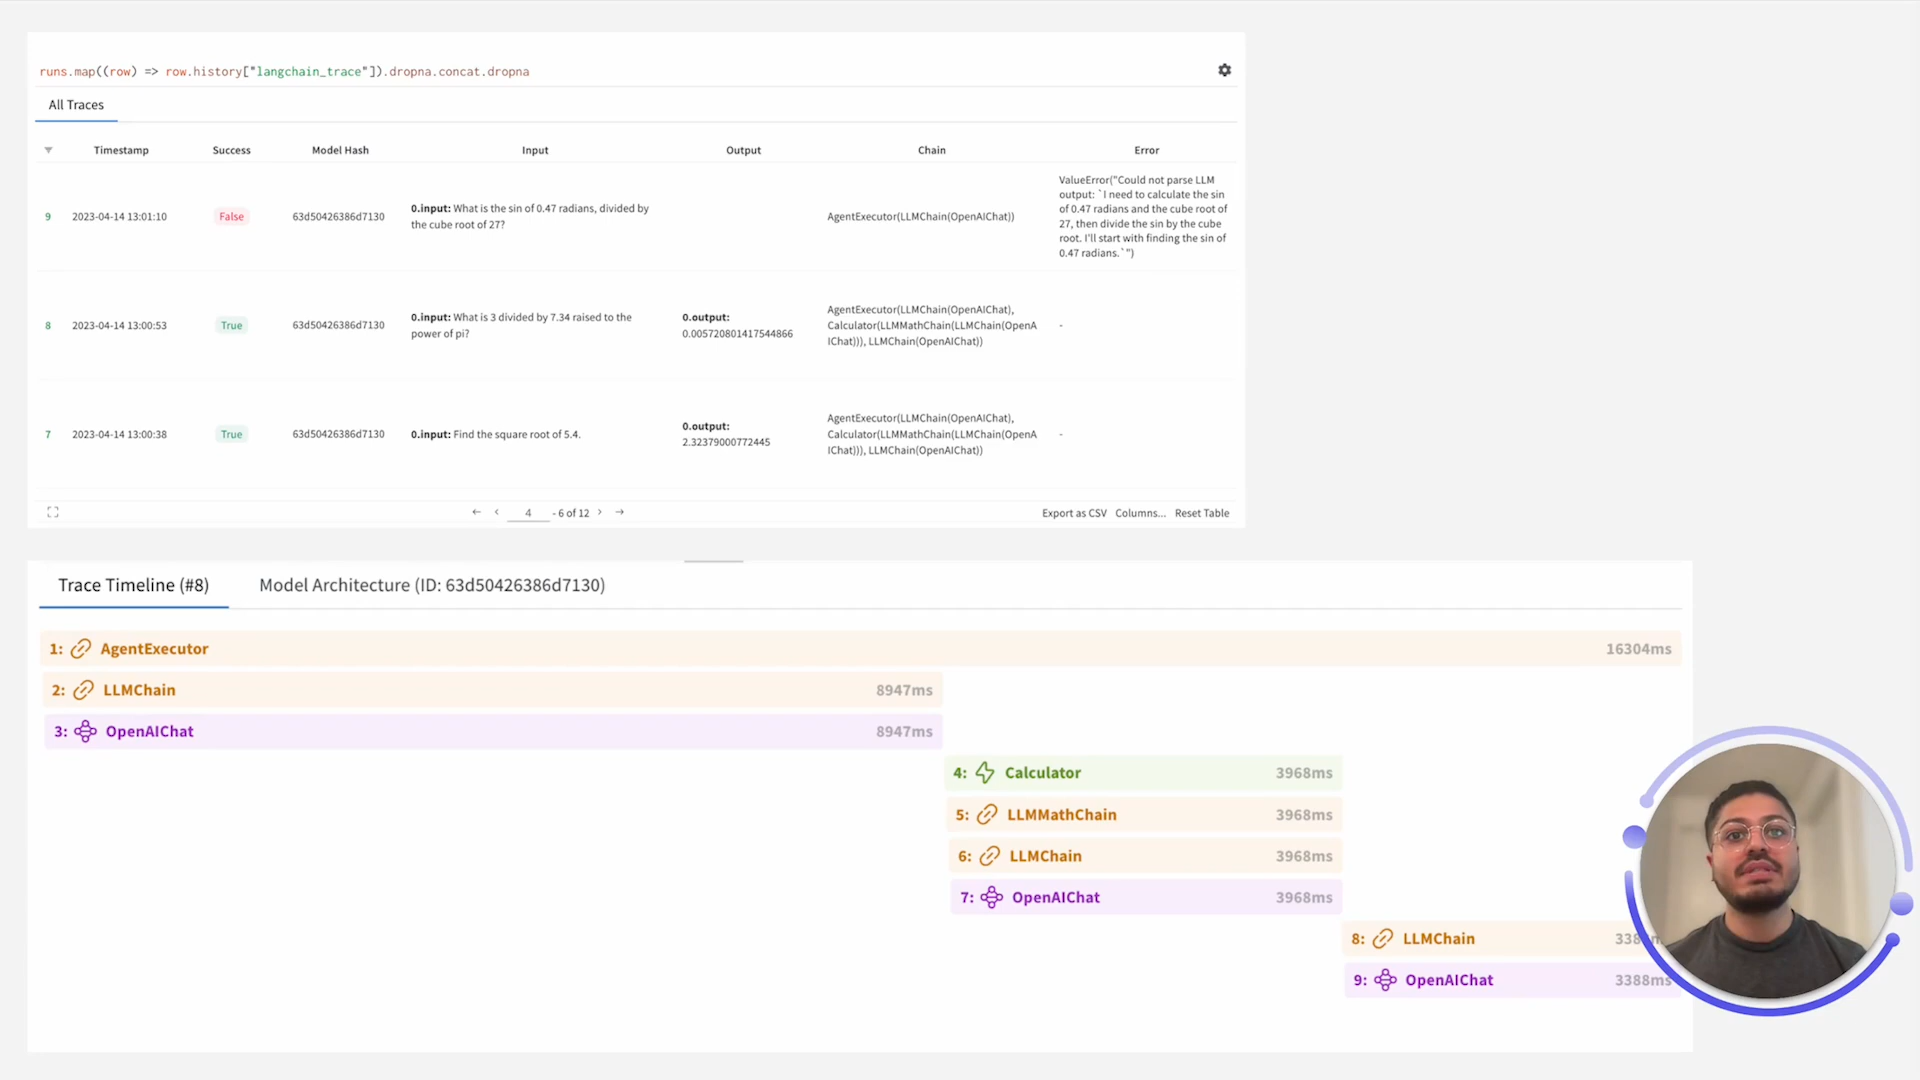 runs.map((row) => row.history["langchain_trace"]).dropna.concat.dropna
All Traces
Timestamp Success Model Hash Input Output Chain Error
9 2023-04-14 13:01:10 False 63d50426386d7130
0.input: What is the sin of 0.47 radians, divided by
the cube root of 27?
AgentExecutor(LLMChain(OpenAIChat))
ValueError("Could not parse LLM
output: `I need to calculate the sin
of 0.47 radians and the cube root of
27, then divide the sin by the cube
root. I'll start with finding the sin of
0.47 radians.`")
8 2023-04-14 13:00:53 True 63d50426386d7130
0.input: What is 3 divided by 7.34 raised to the
power of pi?
0.output:
0.005720801417544866
AgentExecutor(LLMChain(OpenAIChat),
Calculator(LLMMathChain(LLMChain(OpenA
IChat))), LLMChain(OpenAIChat))
-
7 2023-04-14 13:00:38 True 63d50426386d7130
0.input: Find the square root of 5.4.
0.output:
2.32379000772445
AgentExecutor(LLMChain(OpenAIChat),
Calculator(LLMMathChain(LLMChain(OpenA
IChat))), LLMChain(OpenAIChat))
-
4 - 6 of 12
Export as CSV Columns... Reset Table
Trace Timeline (#8) Model Architecture (ID: 63d50426386d7130)
1: AgentExecutor 16304ms
2: LLMChain 8947ms
3: OpenAIChat 8947ms
4: Calculator 3968ms
5: LLMMathChain 3968ms
6: LLMChain 3968ms
7: OpenAIChat 3968ms
8: LLMChain
9: OpenAIChat 3388ms